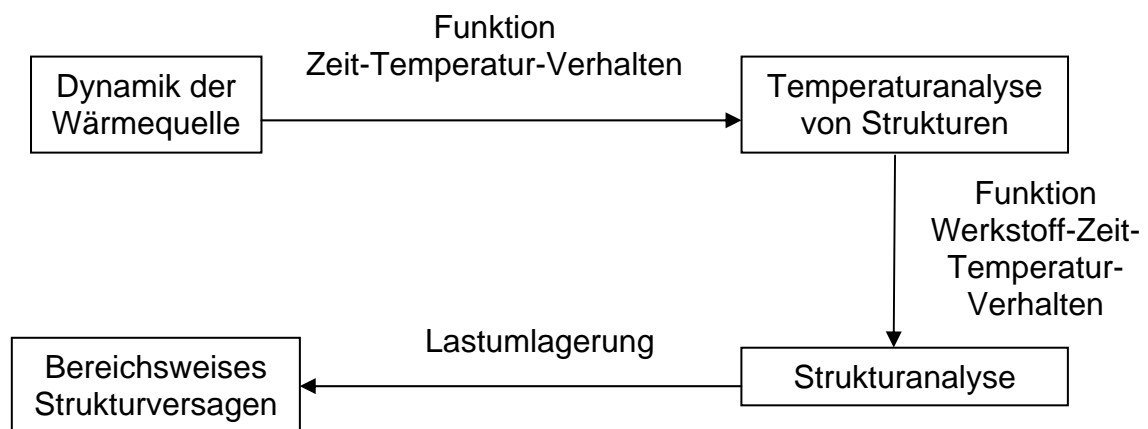 Funktion
Zeit-Temperatur-Verhalten
Dynamik der
Wärmequelle
Temperaturanalyse
von Strukturen
Funktion
Werkstoff-Zeit-
Temperatur-
Verhalten
Lastumlagerung
Strukturanalyse
Bereichsweises
Strukturversagen